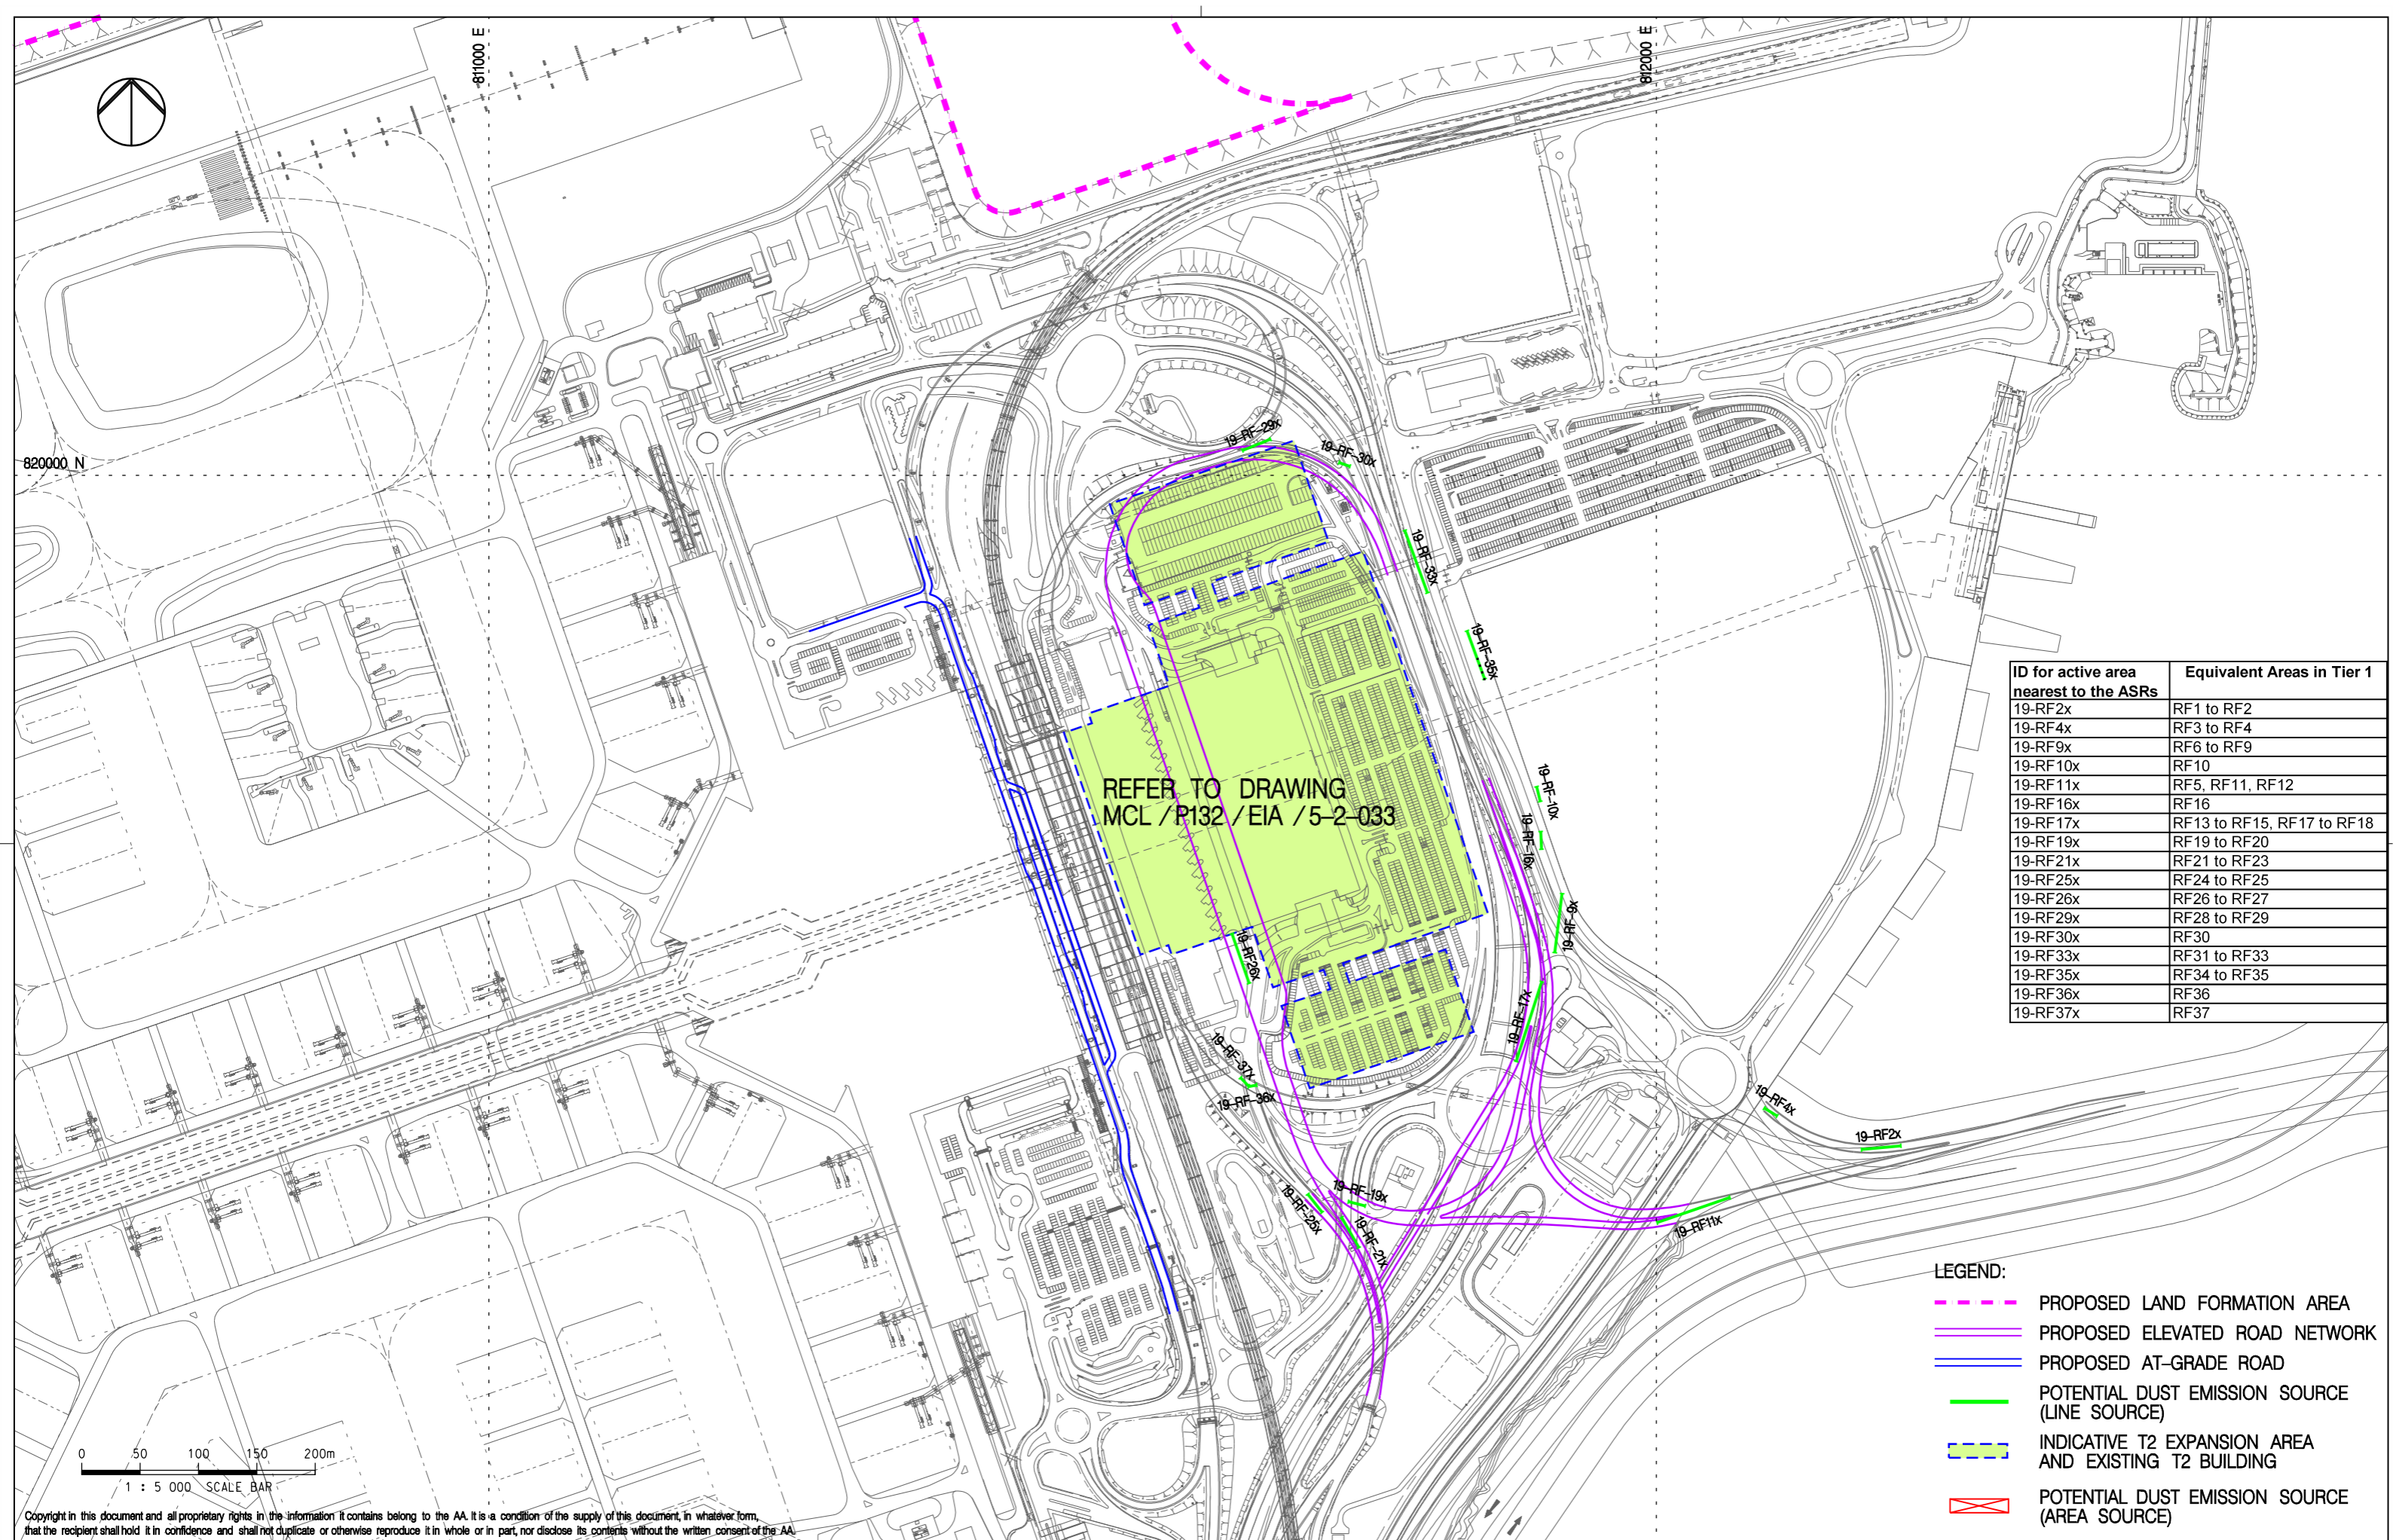 811000 E
812000 E
820000 N
19-RF-29x
19-RF-30x
19-RF-33x
19-RF-35x
19-RF-10x
19-RF-16x
19-RF-9x
19-RF-17x
REFER TO DRAWING
MCL / P132 / EIA / 5-2-033
19-RF26x
19-RF-37x
19-RF-36x
19-RF4x
19-RF2x
19-RF-19x
19-RF-25x
19-RF-21x
19-RF11x
ID for active area nearest to the ASRs Equivalent Areas in Tier 1
19-RF2x RF1 to RF2
19-RF4x RF3 to RF4
19-RF9x RF6 to RF9
19-RF10x RF10
19-RF11x RF5, RF11, RF12
19-RF16x RF16
19-RF17x RF13 to RF15, RF17 to RF18
19-RF19x RF19 to RF20
19-RF21x RF21 to RF23
19-RF25x RF24 to RF25
19-RF26x RF26 to RF27
19-RF29x RF28 to RF29
19-RF30x RF30
19-RF33x RF31 to RF33
19-RF35x RF34 to RF35
19-RF36x RF36
19-RF37x RF37
LEGEND:
PROPOSED LAND FORMATION AREA
PROPOSED ELEVATED ROAD NETWORK
PROPOSED AT-GRADE ROAD
POTENTIAL DUST EMISSION SOURCE
(LINE SOURCE)
INDICATIVE T2 EXPANSION AREA
AND EXISTING T2 BUILDING
POTENTIAL DUST EMISSION SOURCE
(AREA SOURCE)
0 50 100 150 200m
1 : 5 000 SCALE BAR
Copyright in this document and all proprietary rights in the information it contains belong to the AA. It is a condition of the supply of this document, in whatever form,
that the recipient shall hold it in confidence and shall not duplicate or otherwise reproduce it in whole or in part, nor disclose its contents without the written consent of the AA.